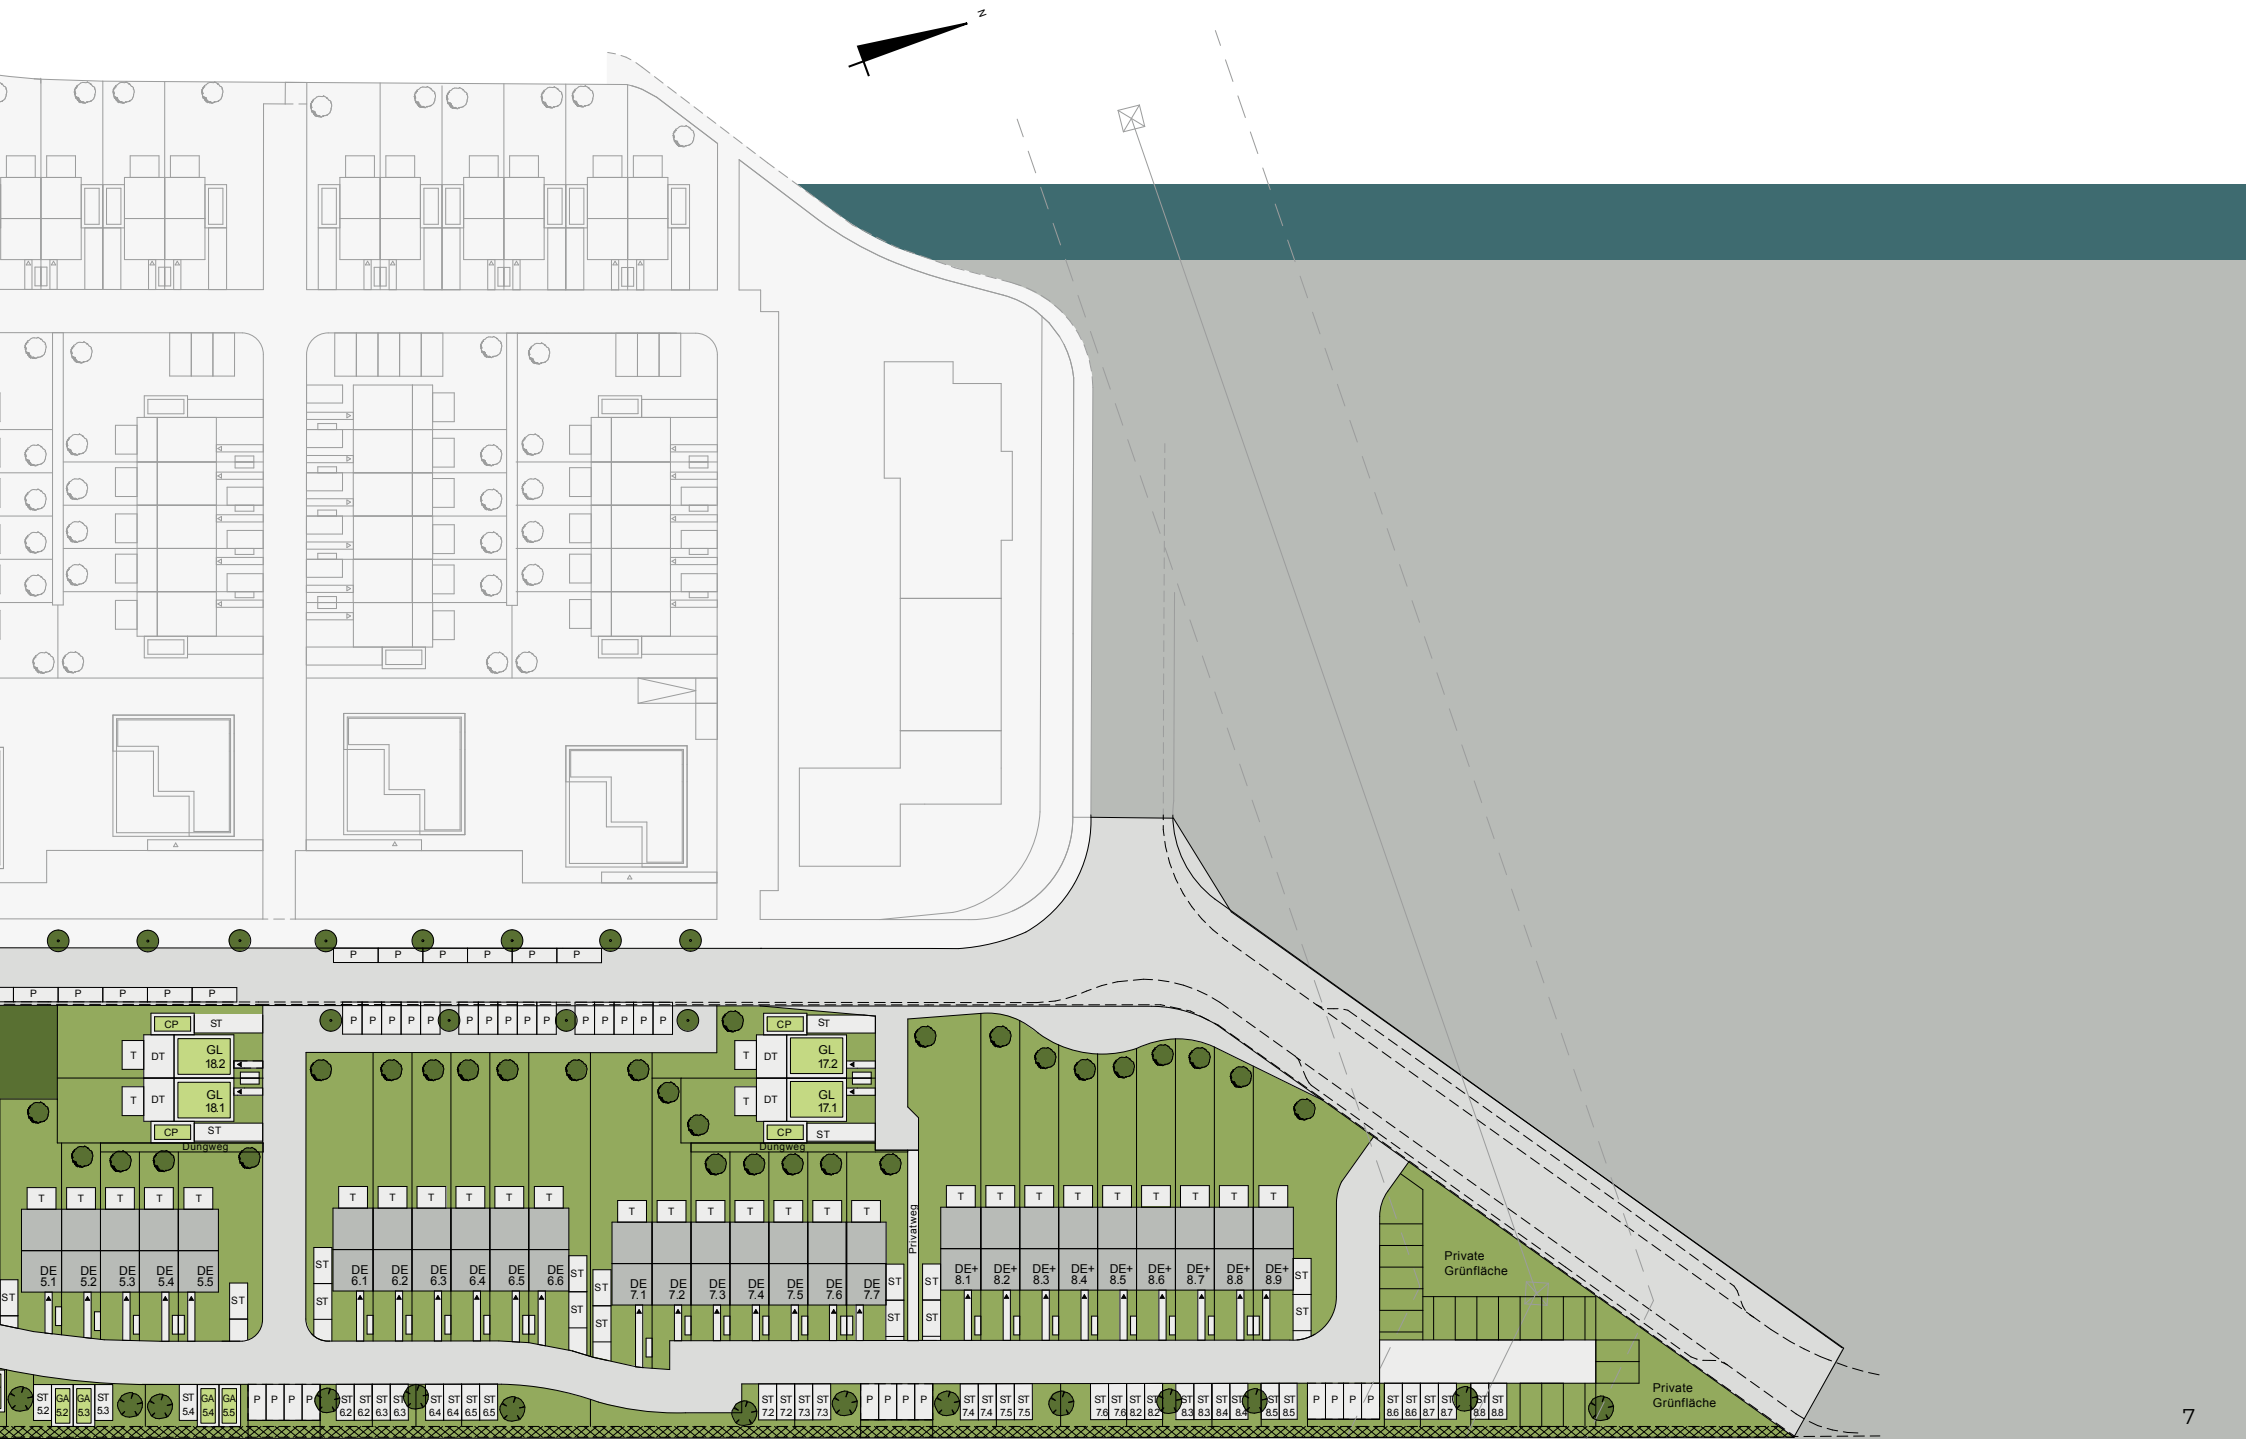 N
P P P P P P
P P P P P
P P P P P P P P P P P P P P P
CP ST
T DT GL
18.2
T DT GL
18.1
CP ST
Dungweg
CP ST
T DT GL
17.2
T DT GL
17.1
CP ST
Dungweg
Privatweg
T T T T T
DE DE DE DE DE
5.1 5.2 5.3 5.4 5.5
ST ST
T T T T T T
ST
ST
DE DE DE DE DE DE
6.1 6.2 6.3 6.4 6.5 6.6
ST
ST
ST
ST
T T T T T T T
DE DE DE DE DE DE DE
7.1 7.2 7.3 7.4 7.5 7.6 7.7
ST
ST
ST
ST
T T T T T T T T T
DE+ DE+ DE+ DE+ DE+ DE+ DE+ DE+ DE+
8.1 8.2 8.3 8.4 8.5 8.6 8.7 8.8 8.9
ST
ST
Private
Grünfläche
Private
Grünfläche
ST GA GA ST
5.2 5.2 5.3 5.3
ST GA GA
5.4 5.4 5.5
P P P P
ST ST ST ST
6.2 6.2 6.3 6.3
ST ST ST ST
6.4 6.4 6.5 6.5
ST ST ST ST
7.2 7.2 7.3 7.3
P P P P
ST ST ST ST
7.4 7.4 7.5 7.5
ST ST ST ST
7.6 7.6 8.2 8.2
ST ST ST ST
8.3 8.3 8.4 8.4
ST ST
8.5 8.5
P P P P
ST ST ST ST
8.6 8.6 8.7 8.7
ST ST
8.8 8.8
7